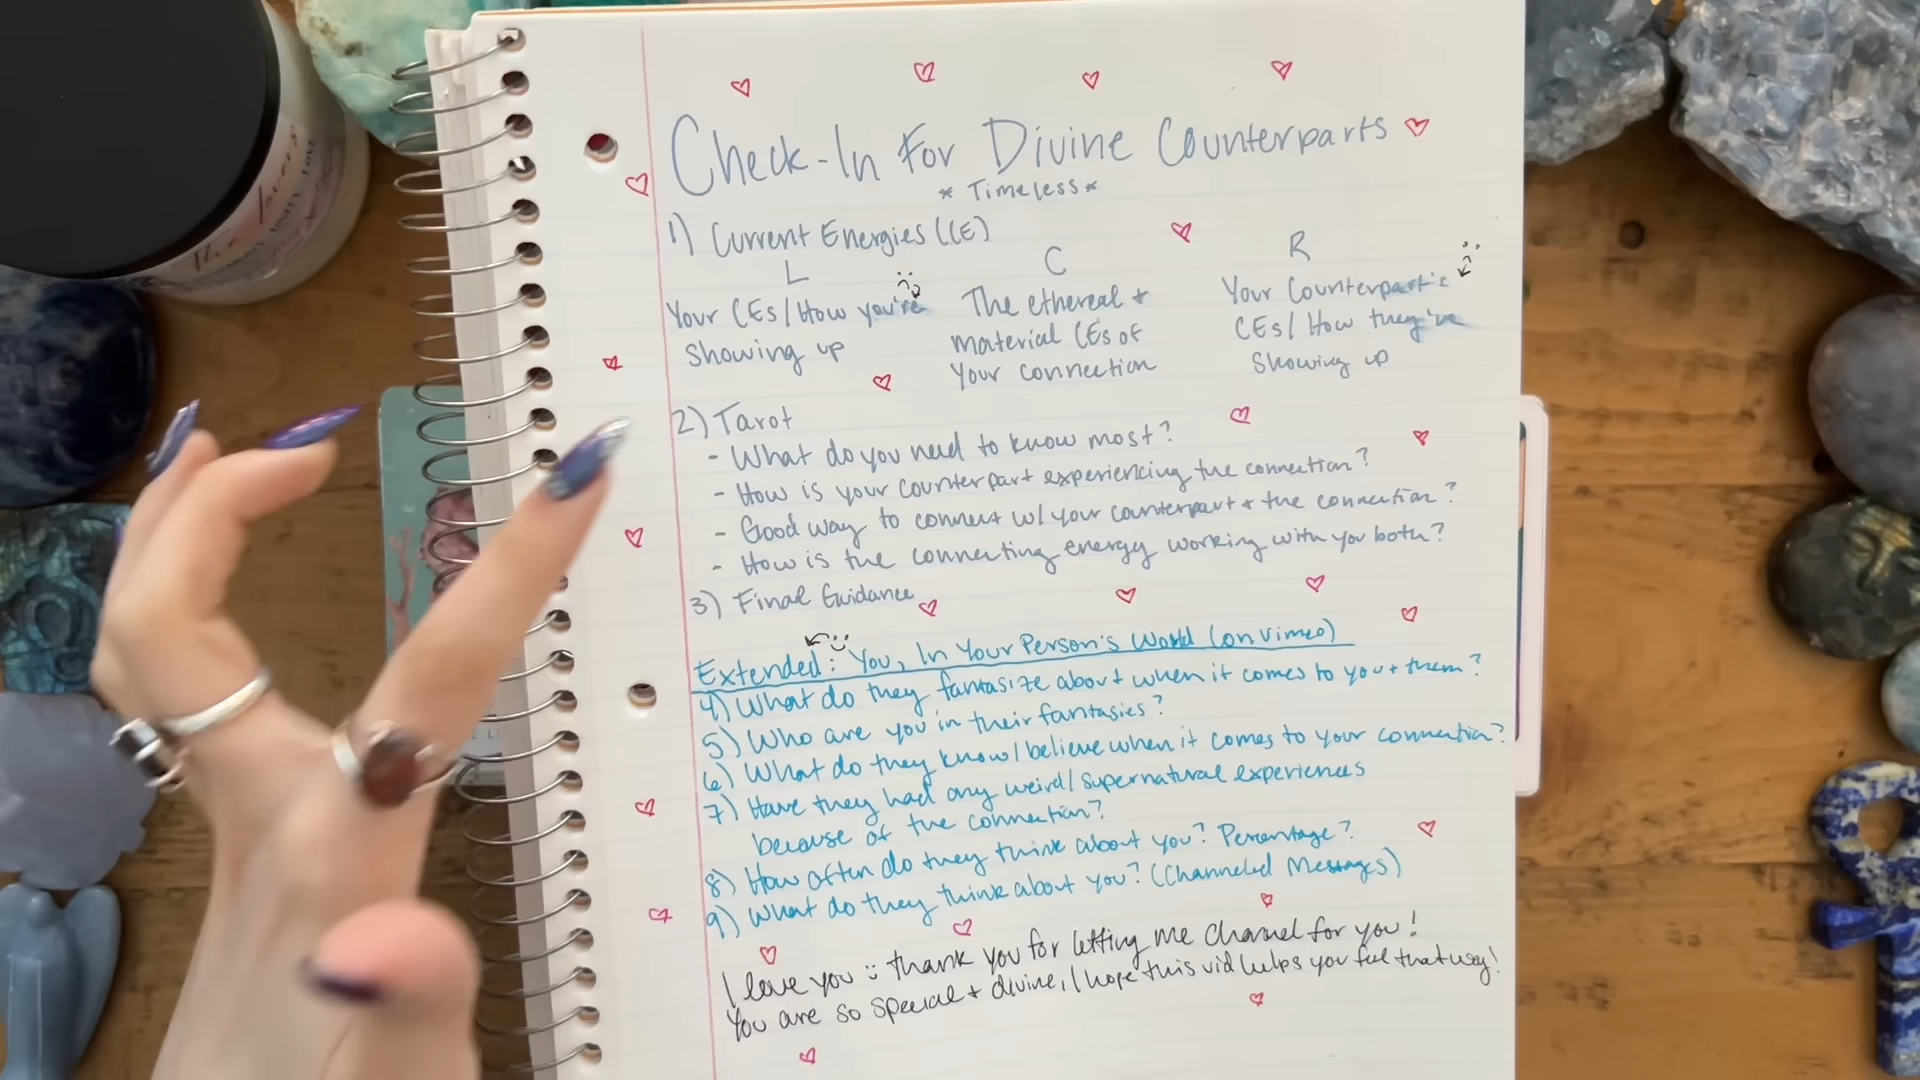 Check-In For Divine Counterparts
* Timeless *
1) Current Energies (CE)
L
Your CEs / How you're
showing up
C
The ethereal +
material CEs of
your connection
R
Your Counterpart's
CEs / How they're
showing up
2) Tarot
- What do you need to know most?
- How is your counterpart experiencing the connection?
- Good way to connect w/ your counterpart + the connection?
- How is the connecting energy working with you both?
3) Final Guidance
Extended: You, In Your Person's World (on Vimeo)
4) What do they fantasize about when it comes to you + them?
5) Who are you in their fantasies?
6) What do they know / believe when it comes to your connection?
7) Have they had any weird / supernatural experiences
because of the connection?
8) How often do they think about you? Percentage?
9) What do they think about you? (Channeled Messages)
I love you :) thank you for letting me channel for you!
You are so special + divine, I hope this vid helps you feel that way!